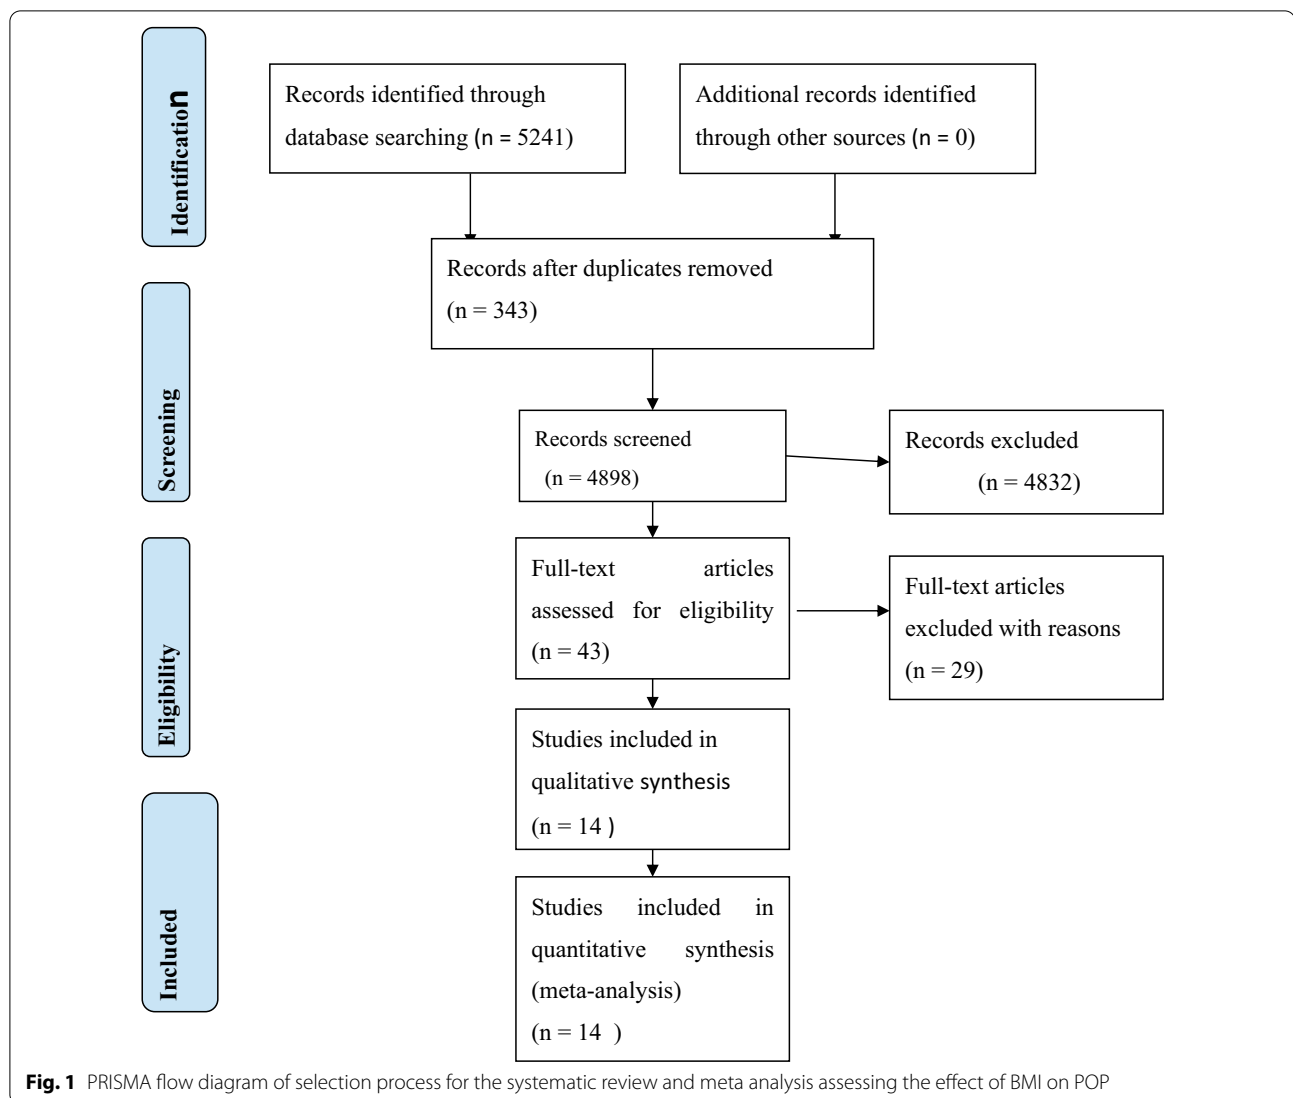 Identification
Records identified through
database searching (n = 5241)
Additional records identified
through other sources (n = 0)
Records after duplicates removed
(n = 343)
Screening
Records screened
(n = 4898)
Records excluded
(n = 4832)
Eligibility
Full-text articles
assessed for eligibility
(n = 43)
Full-text articles
excluded with reasons
(n = 29)
Studies included in
qualitative synthesis
(n = 14 )
Included
Studies included in
quantitative synthesis
(meta-analysis)
(n = 14 )
Fig. 1 PRISMA flow diagram of selection process for the systematic review and meta analysis assessing the effect of BMI on POP